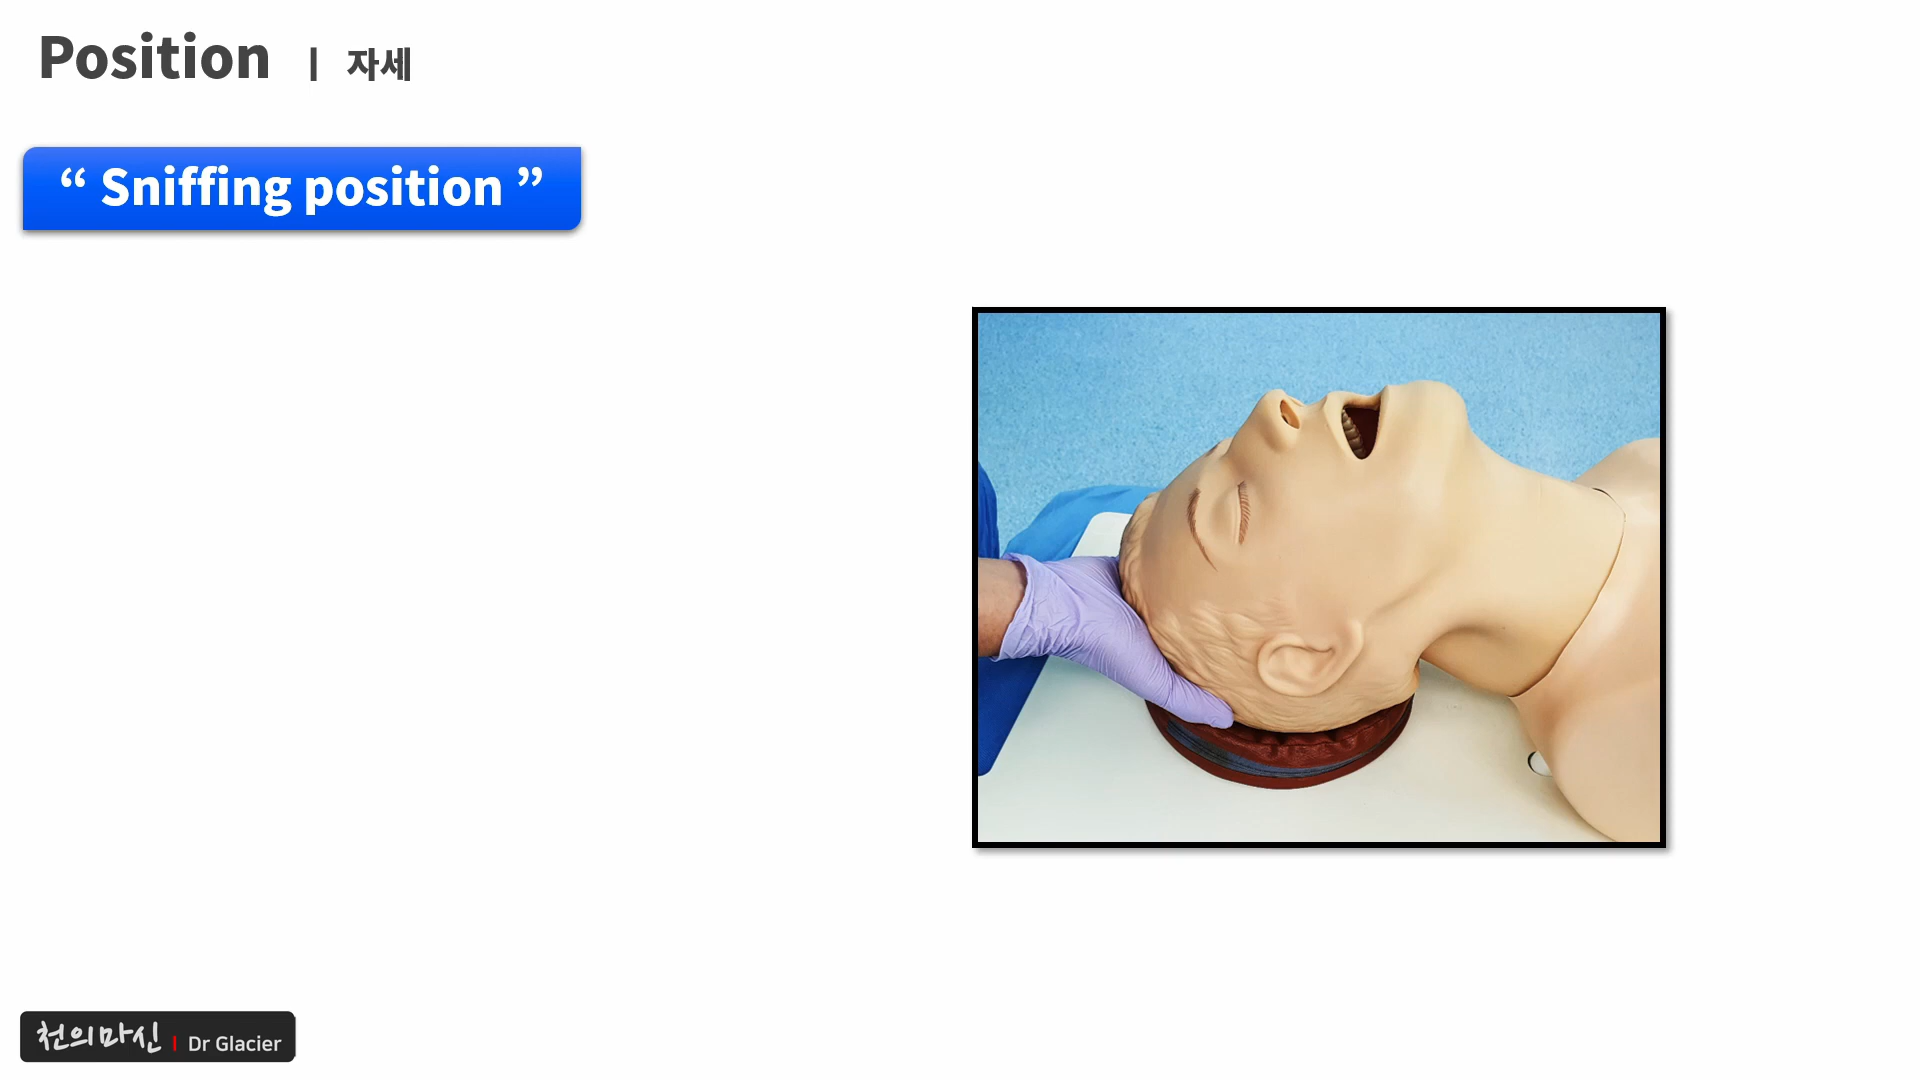 Position | 자세
“ Sniffing position ”
천의마신 | Dr Glacier